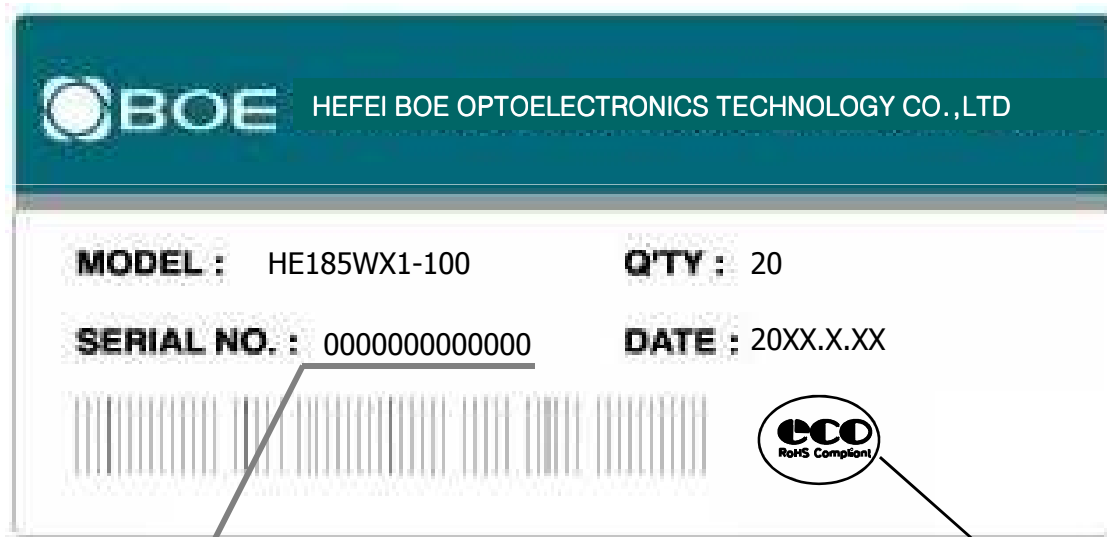 BOE HEFEI BOE OPTOELECTRONICS TECHNOLOGY CO.,LTD
MODEL : HE185WX1-100 Q'TY : 20
SERIAL NO. : 0000000000000 DATE : 20XX.X.XX
eco
RoHS Compliant